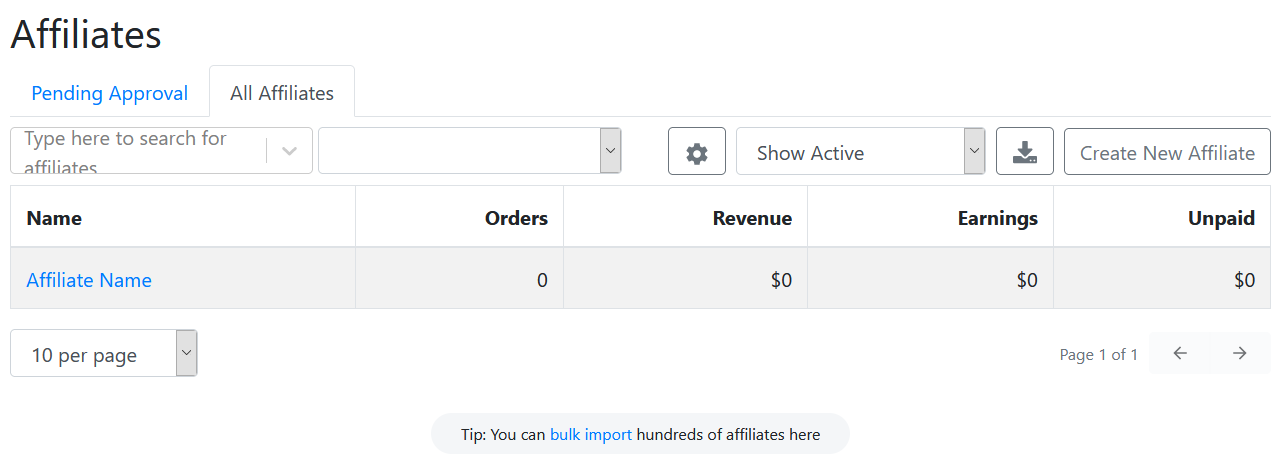 Affiliates
Pending Approval
All Affiliates
Type here to search for
affiliates
Show Active
Create New Affiliate
Name Orders Revenue Earnings Unpaid
Affiliate Name 0 $0 $0 $0
10 per page
Page 1 of 1
Tip: You can bulk import hundreds of affiliates here